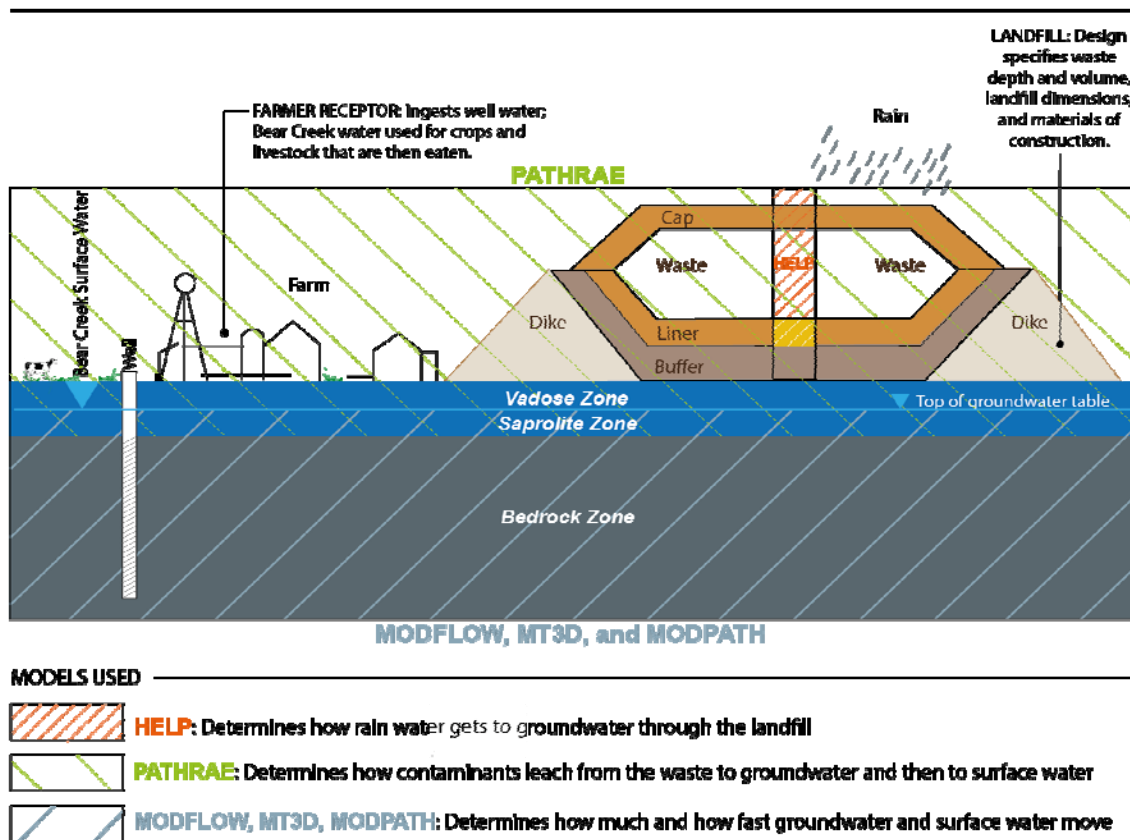 LANDFILL: Design
specifies waste
depth and volume,
landfill dimensions,
and materials of
construction.
FARMER RECEPTOR: Ingests well water;
Bear Creek water used for crops and
livestock that are then eaten.
Rain
PATHRAE
Bear Creek Surface Water
Cap
Waste
HELP
Waste
Farm
Dike
Dike
Liner
Well
Buffer
Vadose Zone
Top of groundwater table
Saprolite Zone
Bedrock Zone
MODFLOW, MT3D, and MODPATH
MODELS USED
HELP: Determines how rain water gets to groundwater through the landfill
PATHRAE: Determines how contaminants leach from the waste to groundwater and then to surface water
MODFLOW, MT3D, MODPATH: Determines how much and how fast groundwater and surface water move